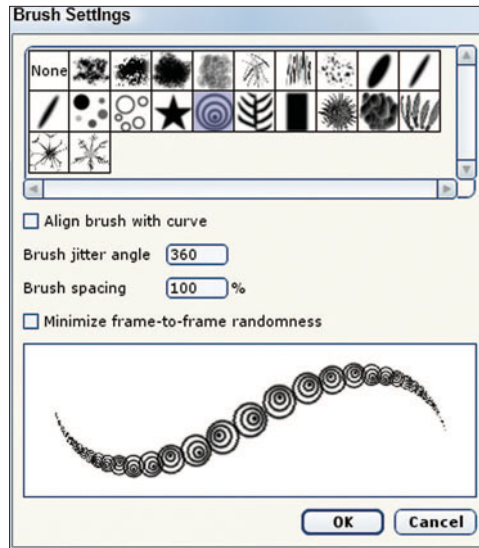 Brush Settings
None
Align brush with curve
Brush jitter angle 360
Brush spacing 100 %
Minimize frame-to-frame randomness
OK Cancel